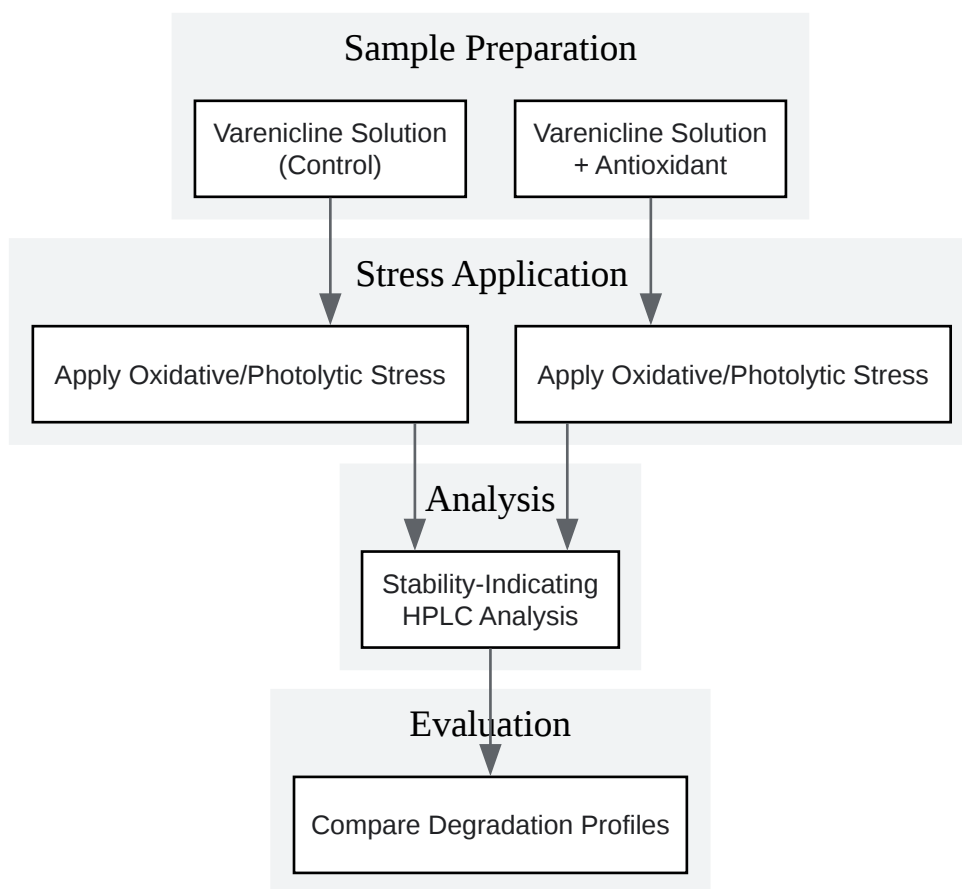 Sample Preparation
Varenicline Solution
(Control)
Varenicline Solution
+ Antioxidant
Stress Application
Apply Oxidative/Photolytic Stress
Apply Oxidative/Photolytic Stress
Analysis
Stability-Indicating
HPLC Analysis
Evaluation
Compare Degradation Profiles